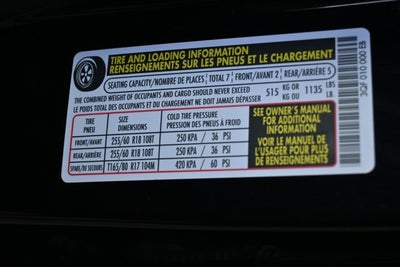 TIRE AND LOADING INFORMATION
RENSEIGNEMENTS SUR LES PNEUS ET LE CHARGEMENT
SEATING CAPACITY/NOMBRE DE PLACES TOTAL 7 FRONT/AVANT 2 REAR/ARRIÈRE 5
THE COMBINED WEIGHT OF OCCUPANTS AND CARGO SHOULD NEVER EXCEED
LE POIDS TOTAL DES OCCUPANTS ET DU CHARGEMENT NE DOIT JAMAIS DÉPASSER
515 KG OR 1135 LBS
KG OU LB.
TIRE SIZE COLD TIRE PRESSURE
PNEU DIMENSIONS PRESSION DES PNEUS À FROID
FRONT/AVANT 255/60 R18 108T 250 KPA / 36 PSI
REAR/ARRIÈRE 255/60 R18 108T 250 KPA / 36 PSI
SPARE/DE SECOURS T165/80 R17 104M 420 KPA / 60 PSI
SEE OWNER'S MANUAL
FOR ADDITIONAL
INFORMATION
VOIR LE MANUEL
DE L'USAGER
POUR PLUS DE
RENSEIGNEMENTS
3QF 010 000 EB